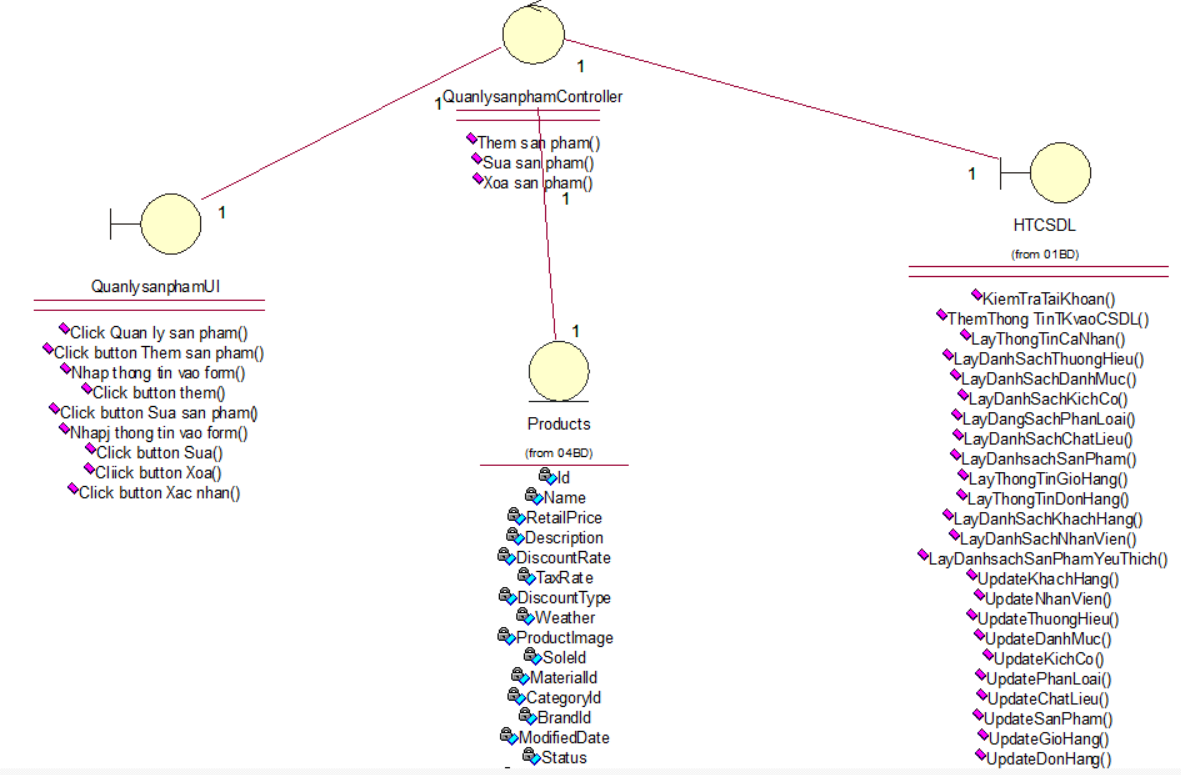 1
QuanlysanphamController
1
Them san pham()
Sua san pham()
Xoa san pham()
1
1
QuanlysanphamUI
Click Quan ly san pham()
Click button Them san pham()
Nhap thong tin vao form()
Click button them()
Click button Sua san pham()
Nhapj thong tin vao form()
Click button Sua()
Cliick button Xoa()
Click button Xac nhan()
1
Products
(from 04BD)
Id
Name
RetailPrice
Description
DiscountRate
TaxRate
DiscountType
Weather
ProductImage
SoleId
MaterialId
CategoryId
BrandId
ModifiedDate
Status
1
HTCSDL
(from 01BD)
KiemTraTaiKhoan()
ThemThong TinTKvaoCSDL()
LayThongTinCaNhan()
LayDanhSachThuongHieu()
LayDanhSachDanhMuc()
LayDanhSachKichCo()
LayDangSachPhanLoai()
LayDanhSachChatLieu()
LayDanhsachSanPham()
LayThongTinGioHang()
LayThongTinDonHang()
LayDanhSachKhachHang()
LayDanhSachNhanVien()
LayDanhsachSanPhamYeuThich()
UpdateKhachHang()
UpdateNhanVien()
UpdateThuongHieu()
UpdateDanhMuc()
UpdateKichCo()
UpdatePhanLoai()
UpdateChatLieu()
UpdateSanPham()
UpdateGioHang()
UpdateDonHang()